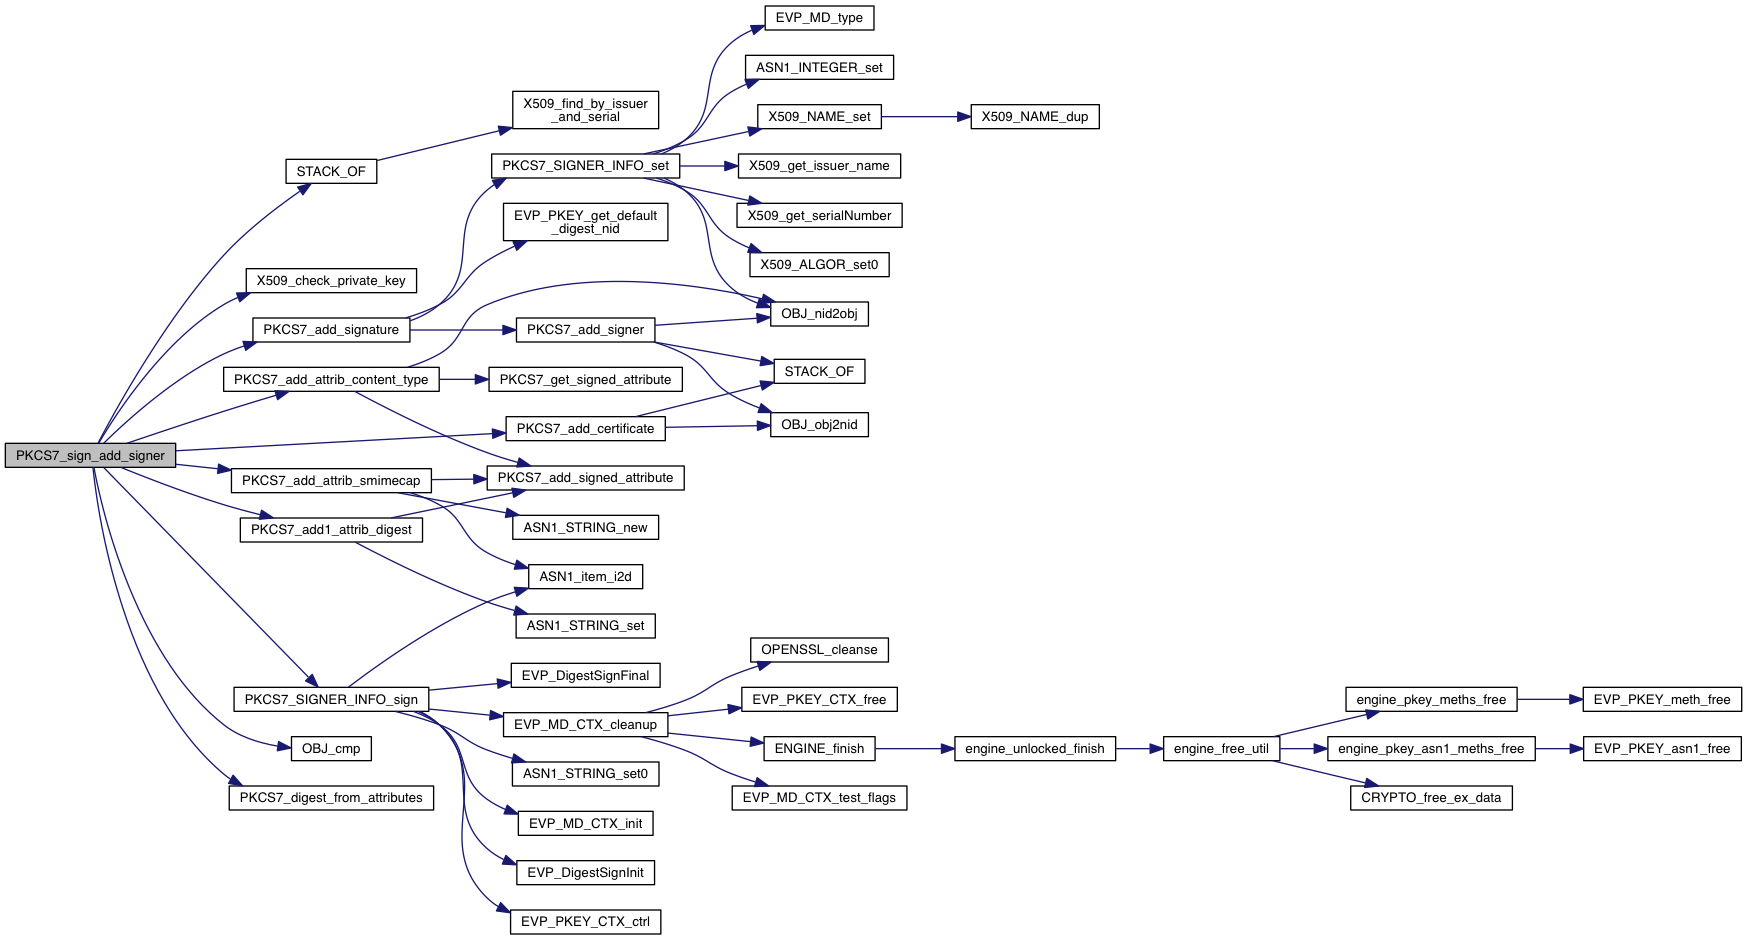 EVP_MD_type
ASN1_INTEGER_set
X509_find_by_issuer
_and_serial
X509_NAME_set
X509_NAME_dup
STACK_OF
PKCS7_SIGNER_INFO_set
X509_get_issuer_name
EVP_PKEY_get_default
_digest_nid
X509_get_serialNumber
X509_ALGOR_set0
X509_check_private_key
OBJ_nid2obj
PKCS7_add_signature
PKCS7_add_signer
STACK_OF
PKCS7_add_attrib_content_type
PKCS7_get_signed_attribute
OBJ_obj2nid
PKCS7_add_certificate
PKCS7_sign_add_signer
PKCS7_add_attrib_smimecap
PKCS7_add_signed_attribute
PKCS7_add1_attrib_digest
ASN1_STRING_new
ASN1_item_i2d
ASN1_STRING_set
OPENSSL_cleanse
EVP_DigestSignFinal
PKCS7_SIGNER_INFO_sign
EVP_PKEY_CTX_free
engine_pkey_meths_free
EVP_PKEY_meth_free
EVP_MD_CTX_cleanup
OBJ_cmp
ENGINE_finish
engine_unlocked_finish
engine_free_util
engine_pkey_asn1_meths_free
EVP_PKEY_asn1_free
ASN1_STRING_set0
PKCS7_digest_from_attributes
EVP_MD_CTX_test_flags
CRYPTO_free_ex_data
EVP_MD_CTX_init
EVP_DigestSignInit
EVP_PKEY_CTX_ctrl